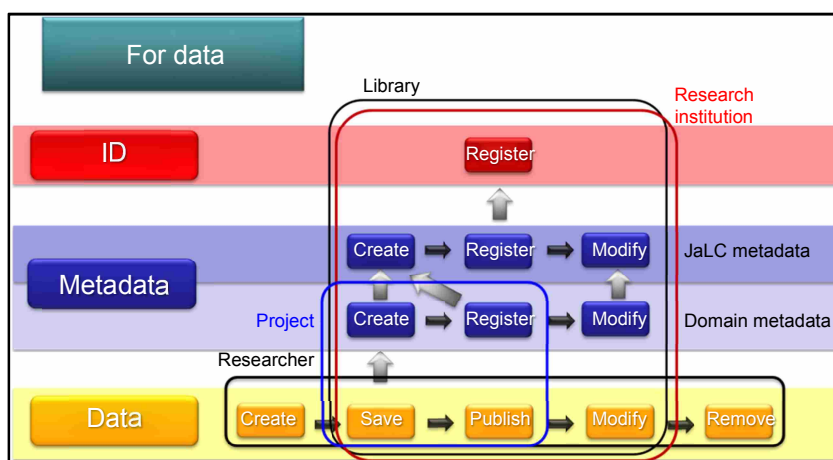 For data
Library
Research
institution
ID
Register
Create
Register
Modify
JaLC metadata
Metadata
Project
Create
Register
Modify
Domain metadata
Researcher
Data
Create
Save
Publish
Modify
Remove